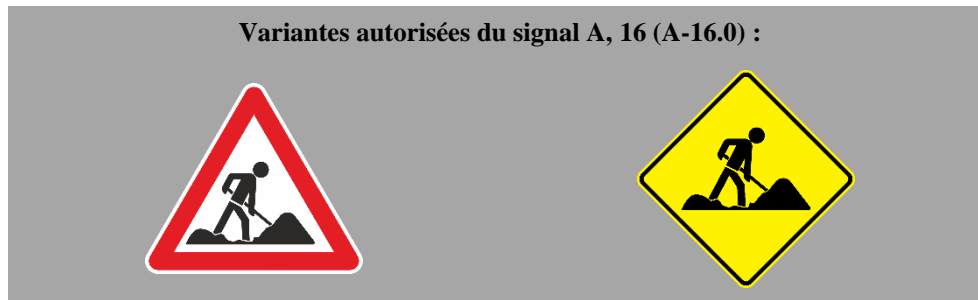 Variantes autorisées du signal A, 16 (A-16.0) :